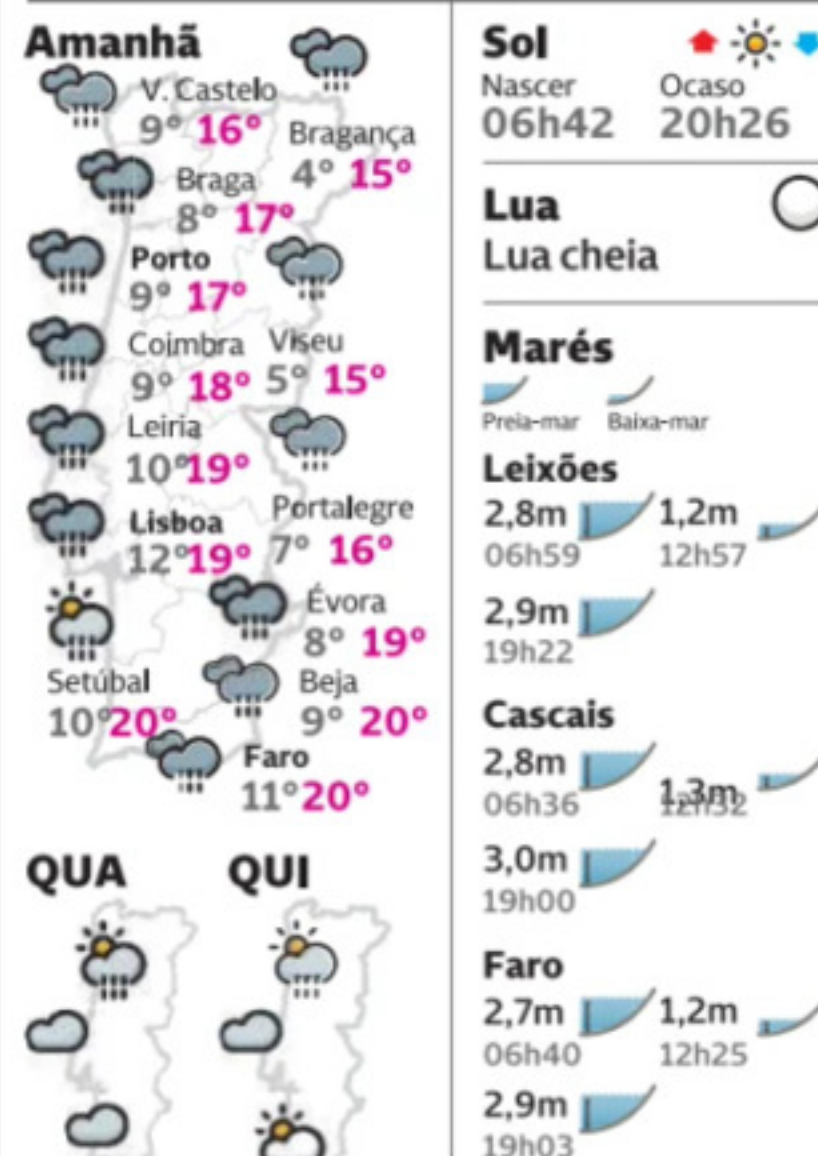 Amanhã
V. Castelo
9° 16°
Bragança
4° 15°
Braga
8° 17°
Porto
9° 17°
Coimbra
9° 18°
Viseu
5° 15°
Leiria
10° 19°
Lisboa
12° 19°
Portalegre
7° 16°
Évora
8° 19°
Setúbal
10° 20°
Beja
9° 20°
Faro
11° 20°
QUA QUI
Sol
Nascer Ocaso
06h42 20h26
Lua
Lua cheia
Marés
Preia-mar Baixa-mar
Leixões
2,8m 1,2m
06h59 12h57
2,9m
19h22
Cascais
2,8m 1,3m
06h36 12h32
3,0m
19h00
Faro
2,7m 1,2m
06h40 12h25
2,9m
19h03